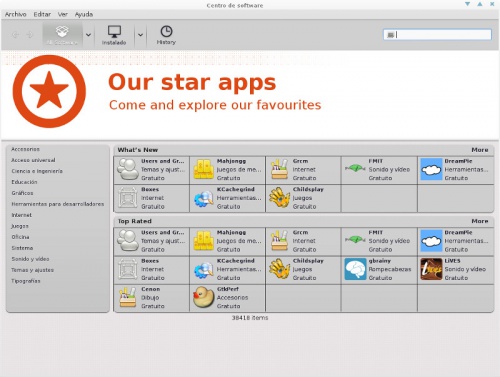 Centro de software
Archivo Editar Ver Ayuda
Instalado History
Our star apps
Come and explore our favourites
Accesorios
Acceso universal
Ciencia e ingeniería
Educación
Gráficos
Herramientas para desarrolladores
Internet
Juegos
Oficina
Sistema
Sonido y vídeo
Temas y ajustes
Tipografías
What's New More
Users and Gr... Mahjongg Grcm FMIT DreamPie
Temas y ajust... Juegos de me... Internet Sonido y vídeo Herramientas...
Gratuito Gratuito Gratuito Gratuito Gratuito
Boxes KCachegrind Childsplay
Internet Herramientas... Juegos
Gratuito Gratuito Gratuito
Top Rated More
Users and Gr... Mahjongg Grcm FMIT DreamPie
Temas y ajust... Juegos de me... Internet Sonido y vídeo Herramientas...
Gratuito Gratuito Gratuito Gratuito Gratuito
Boxes KCachegrind Childsplay gbrainy LiVES
Internet Herramientas... Juegos Rompecabezas Sonido y vídeo
Gratuito Gratuito Gratuito Gratuito Gratuito
Cenon GtkPerf
Dibujo Accesorios
Gratuito Gratuito
38418 ítems